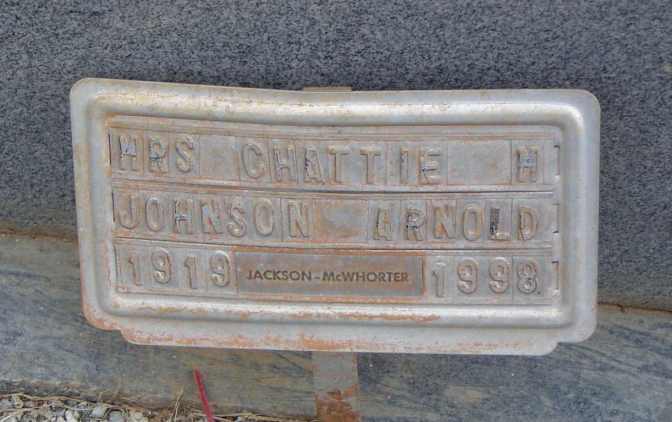 MRS CHATTIE H
JOHNSON ARNOLD
1919 JACKSON-McWHORTER 1998